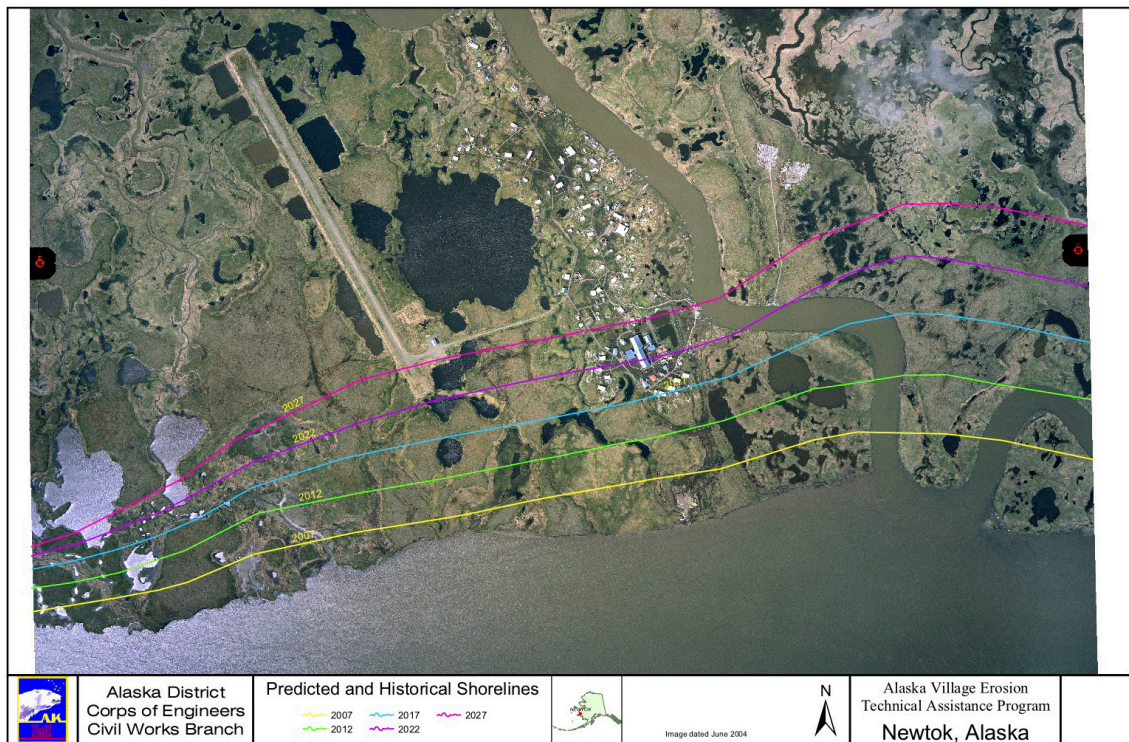 2027
2022
2012
2007
Alaska District
Corps of Engineers
Civil Works Branch
Predicted and Historical Shorelines
2007
2017
2027
2012
2022
NEWTOK
Image dated June 2004
N
Alaska Village Erosion
Technical Assistance Program
Newtok, Alaska